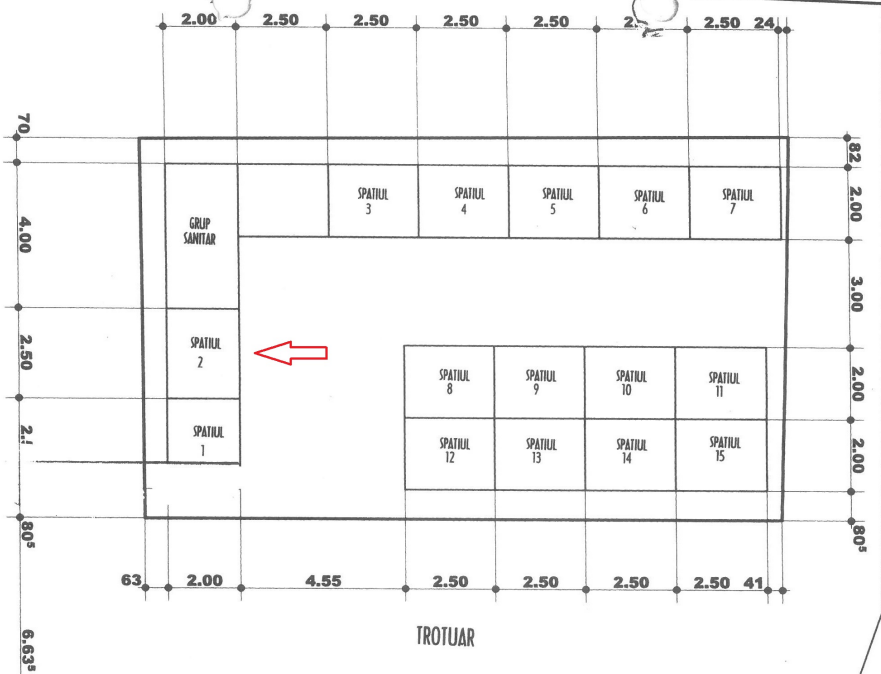 2.00 2.50 2.50 2.50 2.50 2.50 24
70
82
4.00
2.00
GRUP
SANITAR
SPATIUL
3
SPATIUL
4
SPATIUL
5
SPATIUL
6
SPATIUL
7
3.00
2.50
SPATIUL
2
SPATIUL
8
SPATIUL
9
SPATIUL
10
SPATIUL
11
2.00
SPATIUL
1
SPATIUL
12
SPATIUL
13
SPATIUL
14
SPATIUL
15
2.00
80⁵
80⁵
63 2.00 4.55 2.50 2.50 2.50 2.50 41
TROTUAR
6.63⁵